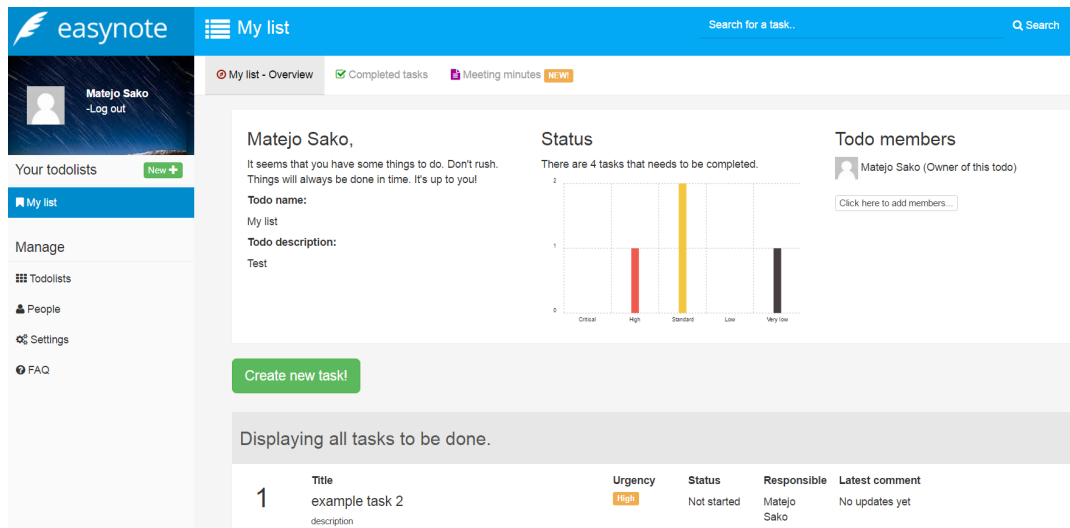 easynote
My list
Search for a task..
Search
Matejo Sako
-Log out
Your todolists
New
My list
Manage
Todolists
People
Settings
FAQ
My list - Overview
Completed tasks
Meeting minutes NEW!
Matejo Sako,
It seems that you have some things to do. Don't rush.
Things will always be done in time. It's up to you!
Todo name:
My list
Todo description:
Test
Status
There are 4 tasks that needs to be completed.
2
1
0
Critical High Standard Low Very low
Todo members
Matejo Sako (Owner of this todo)
Click here to add members...
Create new task!
Displaying all tasks to be done.
Title Urgency Status Responsible Latest comment
1 example task 2 High Not started Matejo Sako No updates yet
description